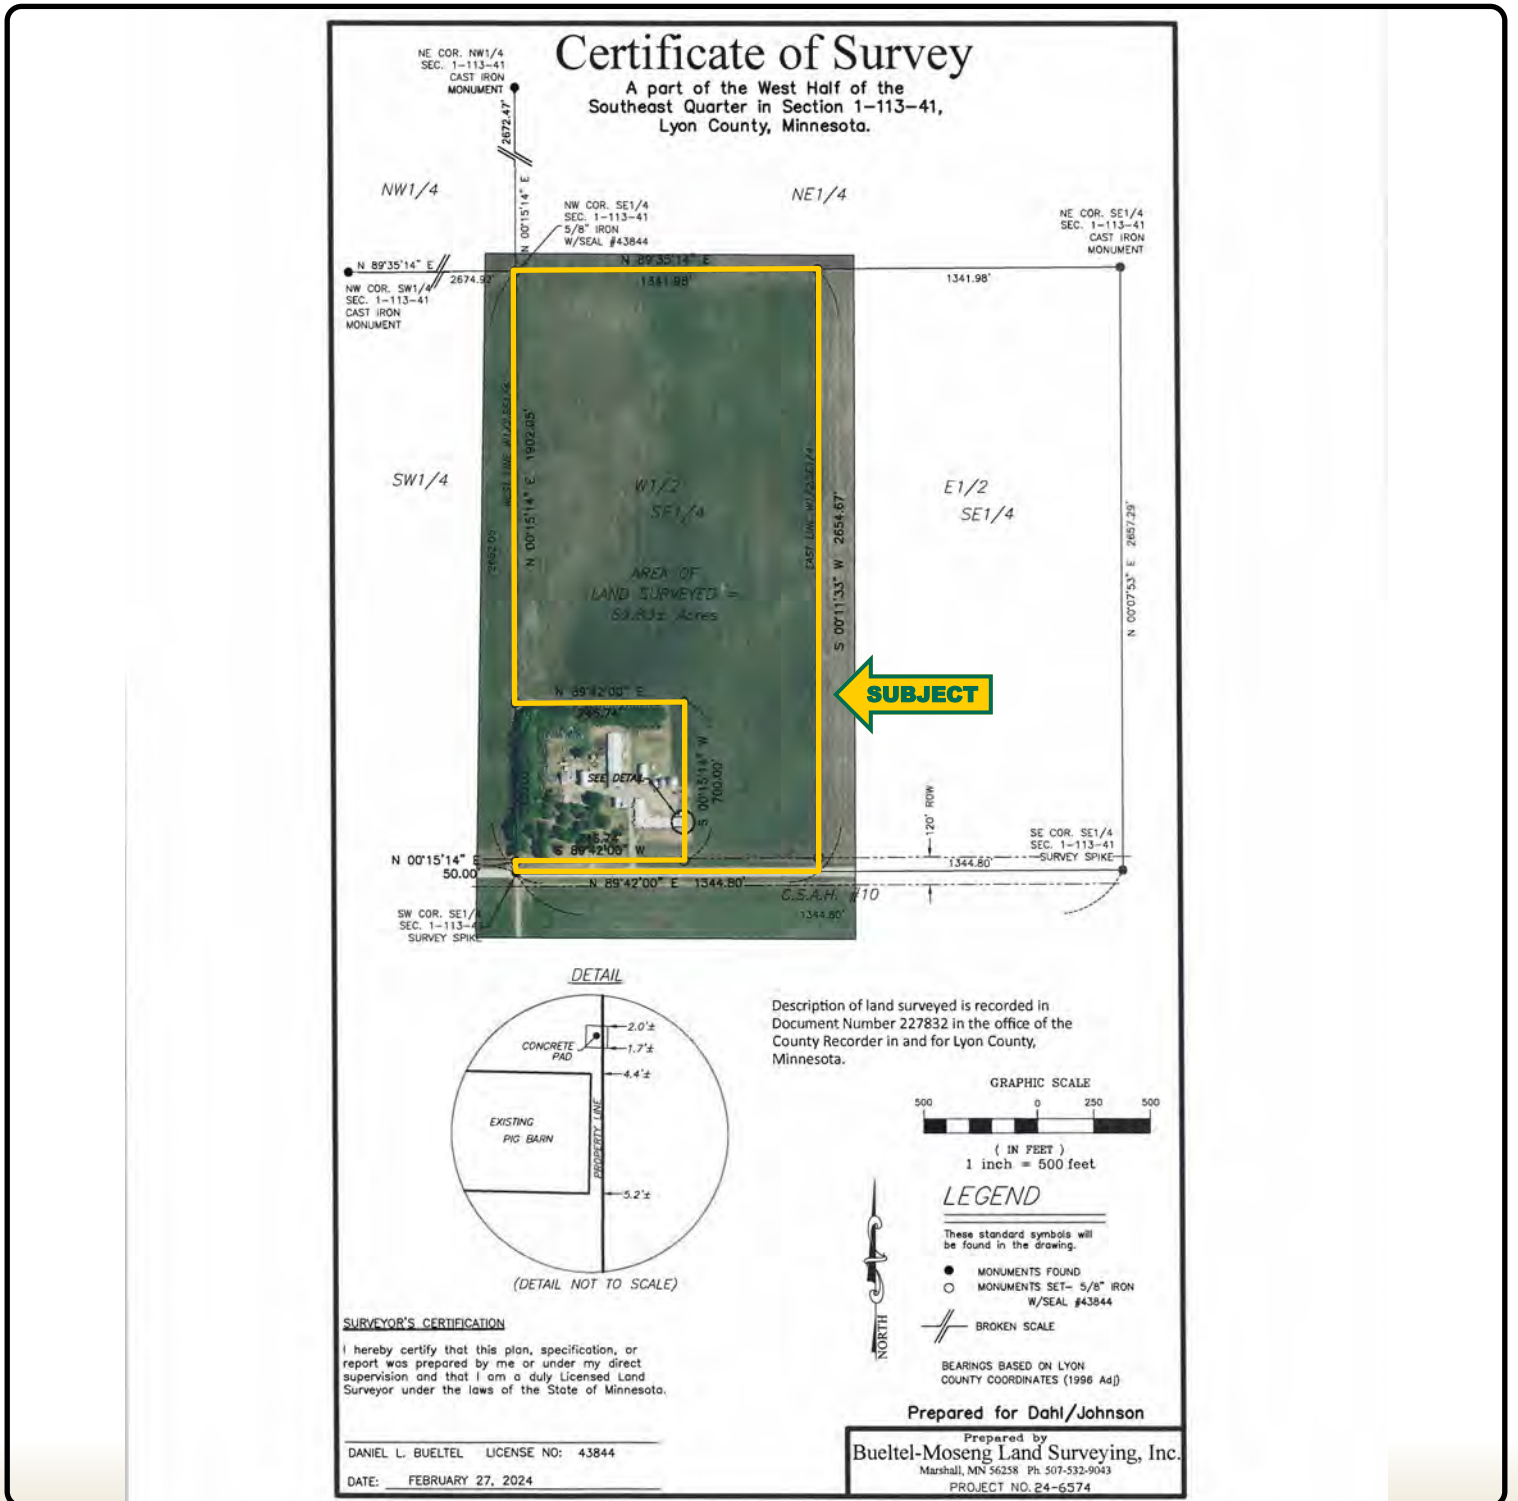 Certificate of Survey
A part of the West Half of the
Southeast Quarter in Section 1-113-41,
Lyon County, Minnesota.
NE COR. NW1/4
SEC. 1-113-41
CAST IRON
MONUMENT
2672.47'
N 00°15'14" E
NW1/4
NE1/4
NW COR. SE1/4
SEC. 1-113-41
5/8" IRON
W/SEAL #43844
NE COR. SE1/4
SEC. 1-113-41
CAST IRON
MONUMENT
N 89°35'14" E
2674.92'
NW COR. SW1/4
SEC. 1-113-41
CAST IRON
MONUMENT
N 89°35'14" E
1341.98'
1341.98'
WEST LINE W1/2 SE1/4
N 00°15'14" E 1902.05'
SW1/4
W1/2
SE1/4
EAST LINE W1/2 SE1/4
S 00°11'33" W 2654.67'
E1/2
SE1/4
N 00°07'53" E 2657.29'
AREA OF
LAND SURVEYED =
Acres
SUBJECT
N 89°42'00" E
SEE DETAIL
S 00°15'14" W
700.00'
S 89°42'00" W
N 00°15'14" E
50.00'
N 89°42'00" E 1344.80'
120' ROW
SE COR. SE1/4
SEC. 1-113-41
SURVEY SPIKE
1344.80'
C.S.A.H. #10
1344.80'
SW COR. SE1/4
SEC. 1-113-41
SURVEY SPIKE
DETAIL
CONCRETE
PAD
2.0'±
1.7'±
4.4'±
EXISTING
PIG BARN
PROPERTY LINE
5.2'±
(DETAIL NOT TO SCALE)
Description of land surveyed is recorded in
Document Number 227832 in the office of the
County Recorder in and for Lyon County,
Minnesota.
GRAPHIC SCALE
500 0 250 500
( IN FEET )
1 inch = 500 feet
LEGEND
These standard symbols will
be found in the drawing.
MONUMENTS FOUND
MONUMENTS SET- 5/8" IRON
W/SEAL #43844
BROKEN SCALE
NORTH
BEARINGS BASED ON LYON
COUNTY COORDINATES (1996 Adj)
SURVEYOR'S CERTIFICATION
I hereby certify that this plan, specification, or
report was prepared by me or under my direct
supervision and that I am a duly Licensed Land
Surveyor under the laws of the State of Minnesota.
DANIEL L. BUELTEL LICENSE NO: 43844
DATE: FEBRUARY 27, 2024
Prepared for Dahl/Johnson
Prepared by
Bueltel-Moseng Land Surveying, Inc.
Marshall, MN 56258 Ph. 507-532-9043
PROJECT NO. 24-6574